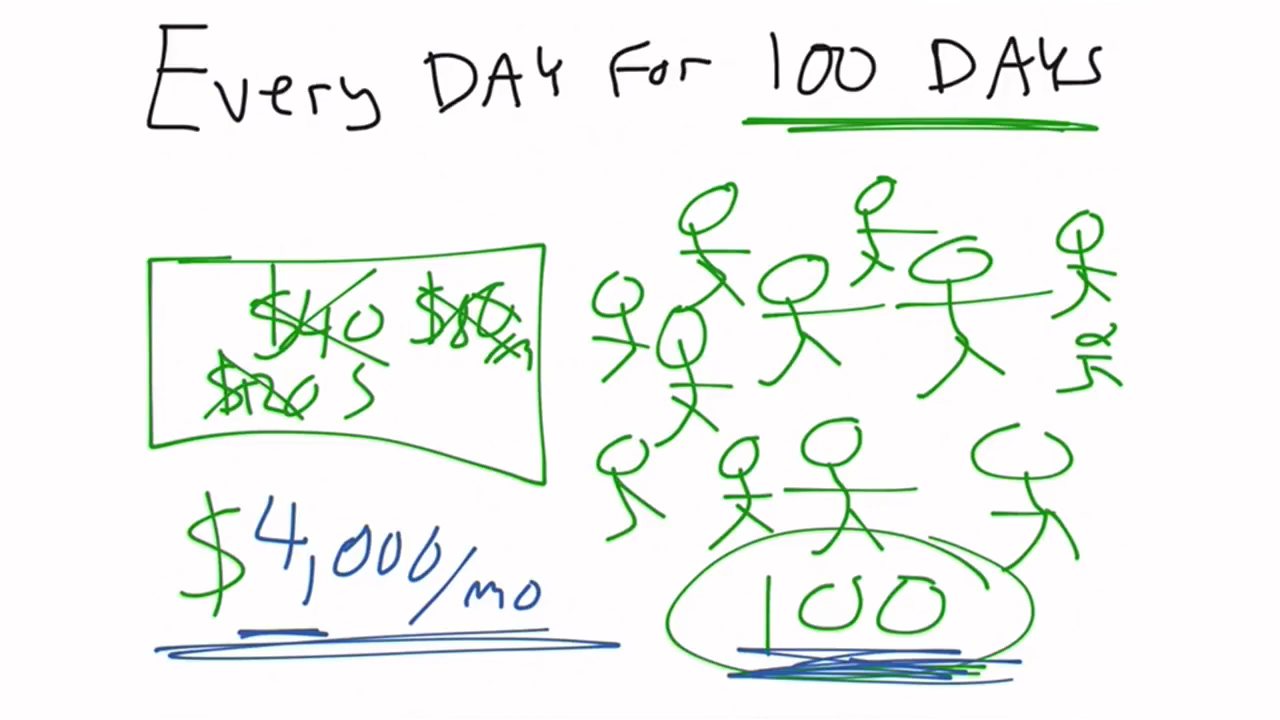 Every DAY For 100 DAYS
$40 $80
$120 S
$4,000/mo
100